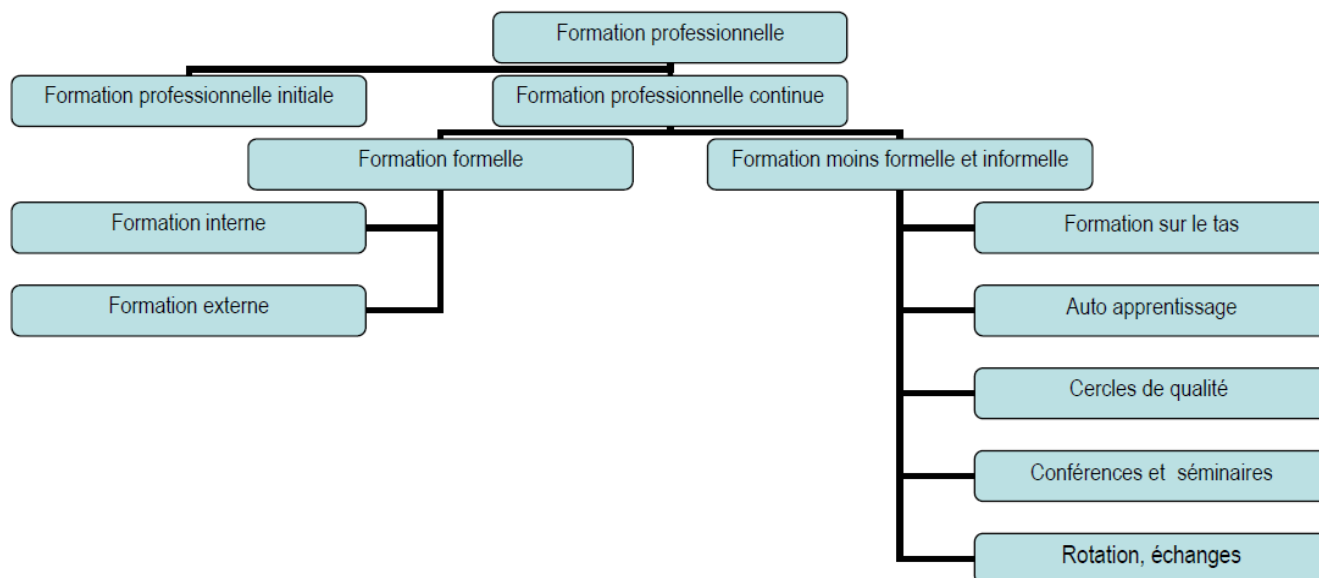 Formation professionnelle
Formation professionnelle initiale
Formation professionnelle continue
Formation formelle
Formation moins formelle et informelle
Formation interne
Formation externe
Formation sur le tas
Auto apprentissage
Cercles de qualité
Conférences et séminaires
Rotation, échanges